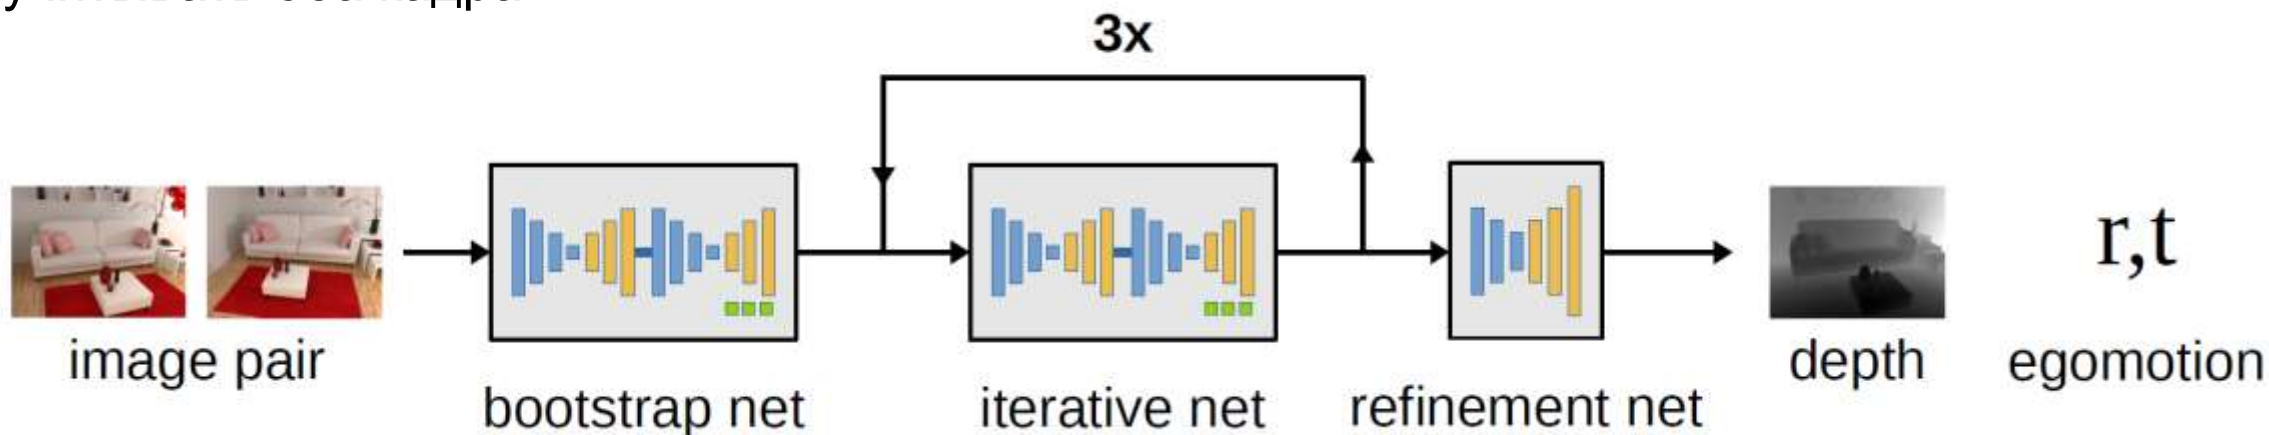 3x
image pair
bootstrap net
iterative net
refinement net
depth
r,t
egomotion